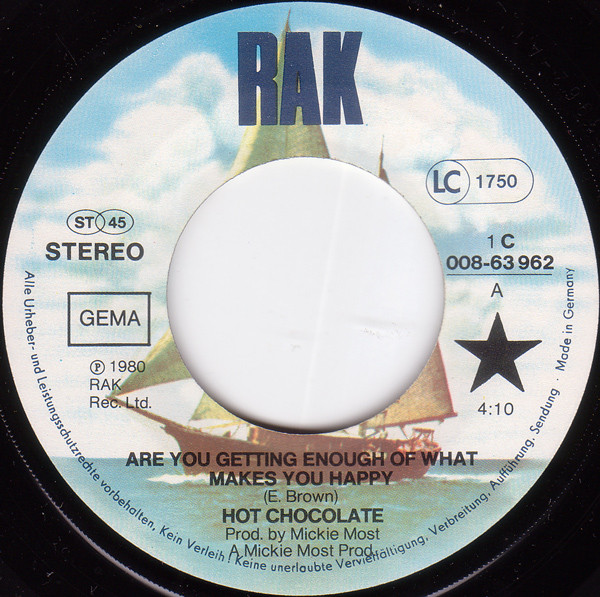 RAK
LC 1750
ST 45
STEREO
1 C
008-63 962
GEMA
A
℗ 1980
RAK
Rec. Ltd.
4:10
ARE YOU GETTING ENOUGH OF WHAT
MAKES YOU HAPPY
(E. Brown)
HOT CHOCOLATE
Prod. by Mickie Most
A Mickie Most Prod.
Alle Urheber- und Leistungsschutzrechte vorbehalten. Kein Verleih! Keine unerlaubte Vervielfältigung, Verbreitung, Aufführung, Sendung · Made in Germany